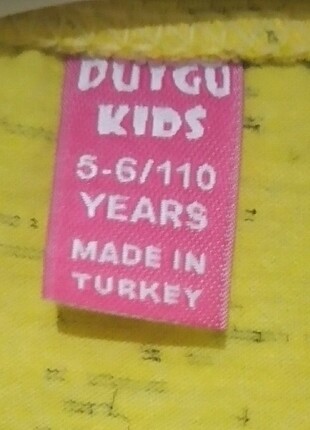 DUYGU
KIDS
5-6/110
YEARS
MADE IN
TURKEY